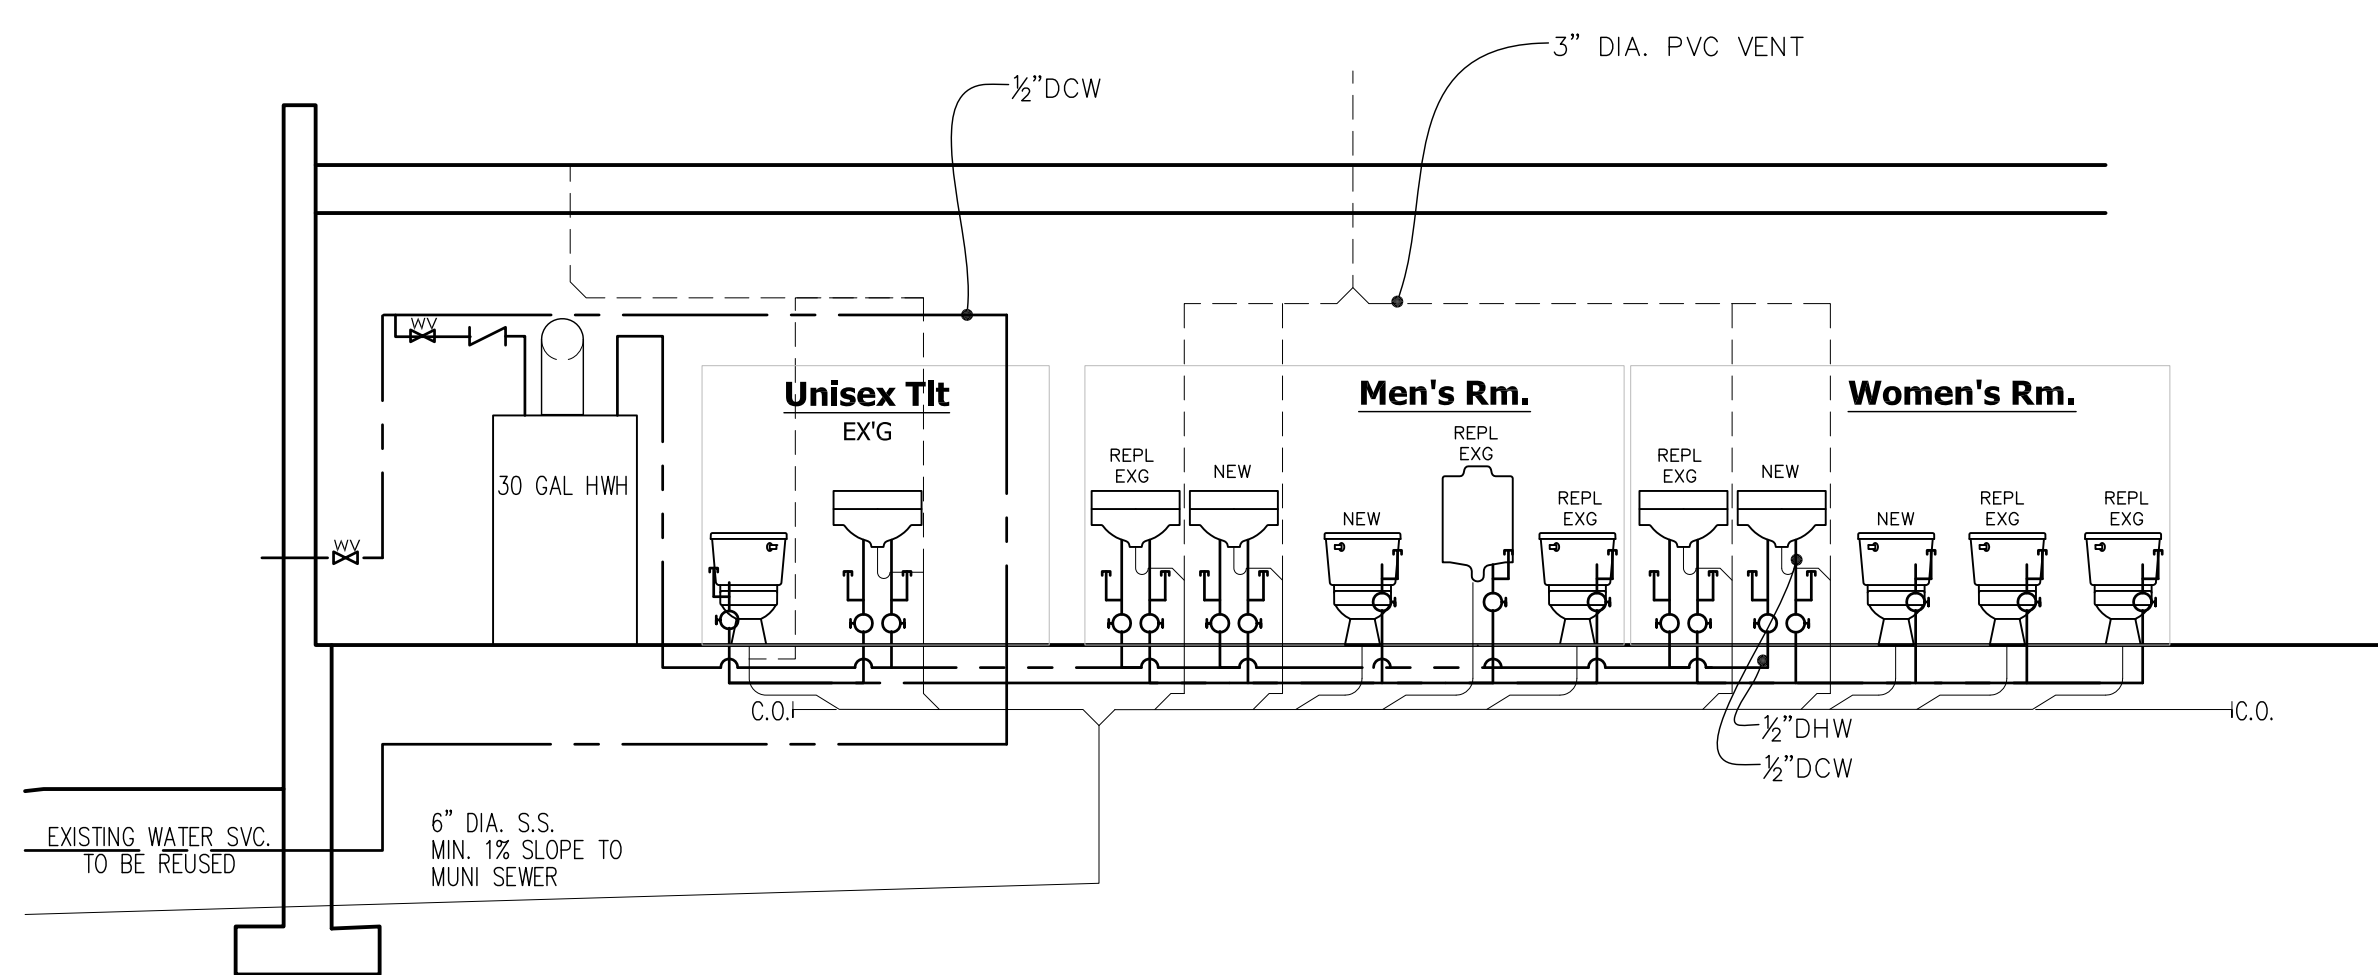 3” DIA. PVC VENT
½”DCW
WV
WV
30 GAL HWH
Unisex Tlt
EX'G
Men's Rm.
REPL
EXG
NEW
NEW
REPL
EXG
REPL
EXG
Women's Rm.
REPL
EXG
NEW
NEW
REPL
EXG
REPL
EXG
C.O.
C.O.
½”DHW
½”DCW
EXISTING WATER SVC.
TO BE REUSED
6” DIA. S.S.
MIN. 1% SLOPE TO
MUNI SEWER